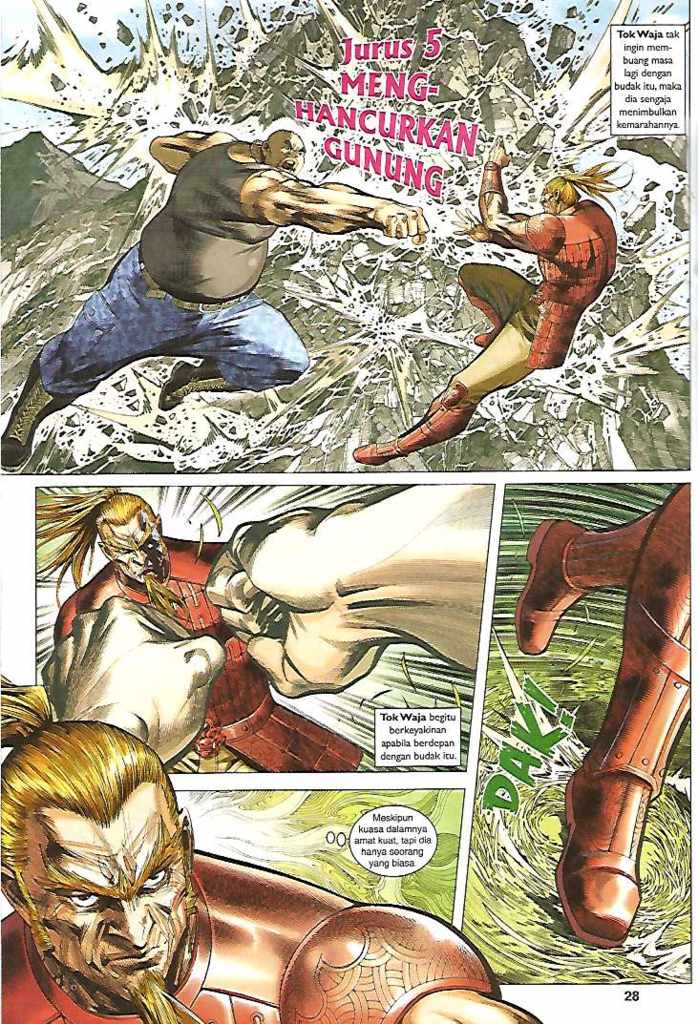 Jurus 5
MENG-
HANCURKAN
GUNUNG
Tok Waja tak
ingin mem-
buang masa
lagi dengan
budak itu, maka
dia sengaja
menimbulkan
kemarahannya.
Tok Waja begitu
berkeyakinan
apabila berdepan
dengan budak itu.
DAK!
Meskipun
kuasa dalamnya
amat kuat, tapi dia
hanya seorang
yang biasa.
28